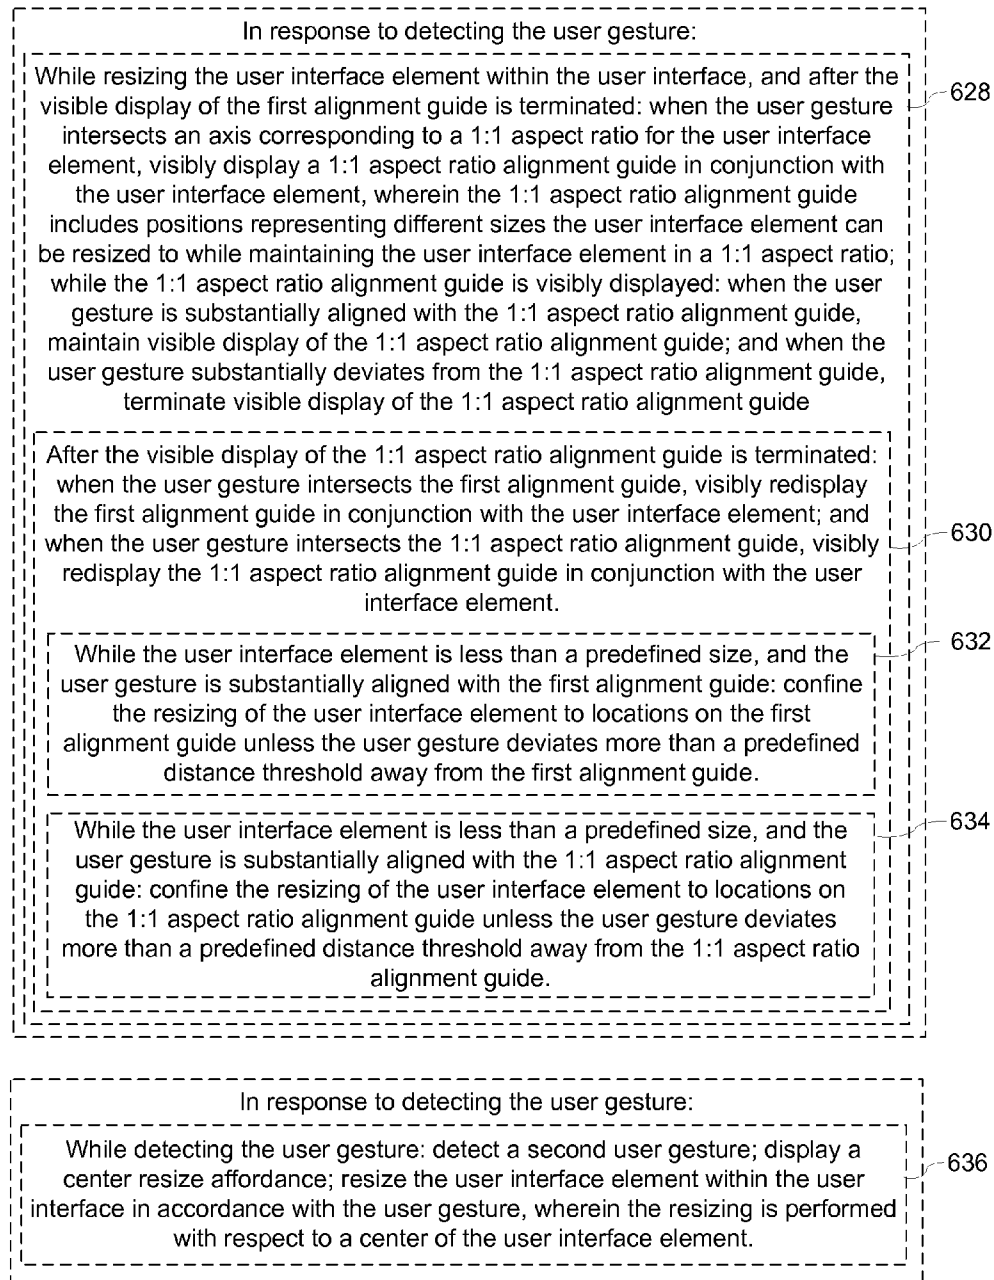 In response to detecting the user gesture:
While resizing the user interface element within the user interface, and after the
visible display of the first alignment guide is terminated: when the user gesture
intersects an axis corresponding to a 1:1 aspect ratio for the user interface
element, visibly display a 1:1 aspect ratio alignment guide in conjunction with
the user interface element, wherein the 1:1 aspect ratio alignment guide
includes positions representing different sizes the user interface element can
be resized to while maintaining the user interface element in a 1:1 aspect ratio;
while the 1:1 aspect ratio alignment guide is visibly displayed: when the user
gesture is substantially aligned with the 1:1 aspect ratio alignment guide,
maintain visible display of the 1:1 aspect ratio alignment guide; and when the
user gesture substantially deviates from the 1:1 aspect ratio alignment guide,
terminate visible display of the 1:1 aspect ratio alignment guide
628
After the visible display of the 1:1 aspect ratio alignment guide is terminated:
when the user gesture intersects the first alignment guide, visibly redisplay
the first alignment guide in conjunction with the user interface element; and
when the user gesture intersects the 1:1 aspect ratio alignment guide, visibly
redisplay the 1:1 aspect ratio alignment guide in conjunction with the user
interface element.
630
While the user interface element is less than a predefined size, and the
user gesture is substantially aligned with the first alignment guide: confine
the resizing of the user interface element to locations on the first
alignment guide unless the user gesture deviates more than a predefined
distance threshold away from the first alignment guide.
632
While the user interface element is less than a predefined size, and the
user gesture is substantially aligned with the 1:1 aspect ratio alignment
guide: confine the resizing of the user interface element to locations on
the 1:1 aspect ratio alignment guide unless the user gesture deviates
more than a predefined distance threshold away from the 1:1 aspect ratio
alignment guide.
634
In response to detecting the user gesture:
While detecting the user gesture: detect a second user gesture; display a
center resize affordance; resize the user interface element within the user
interface in accordance with the user gesture, wherein the resizing is performed
with respect to a center of the user interface element.
636